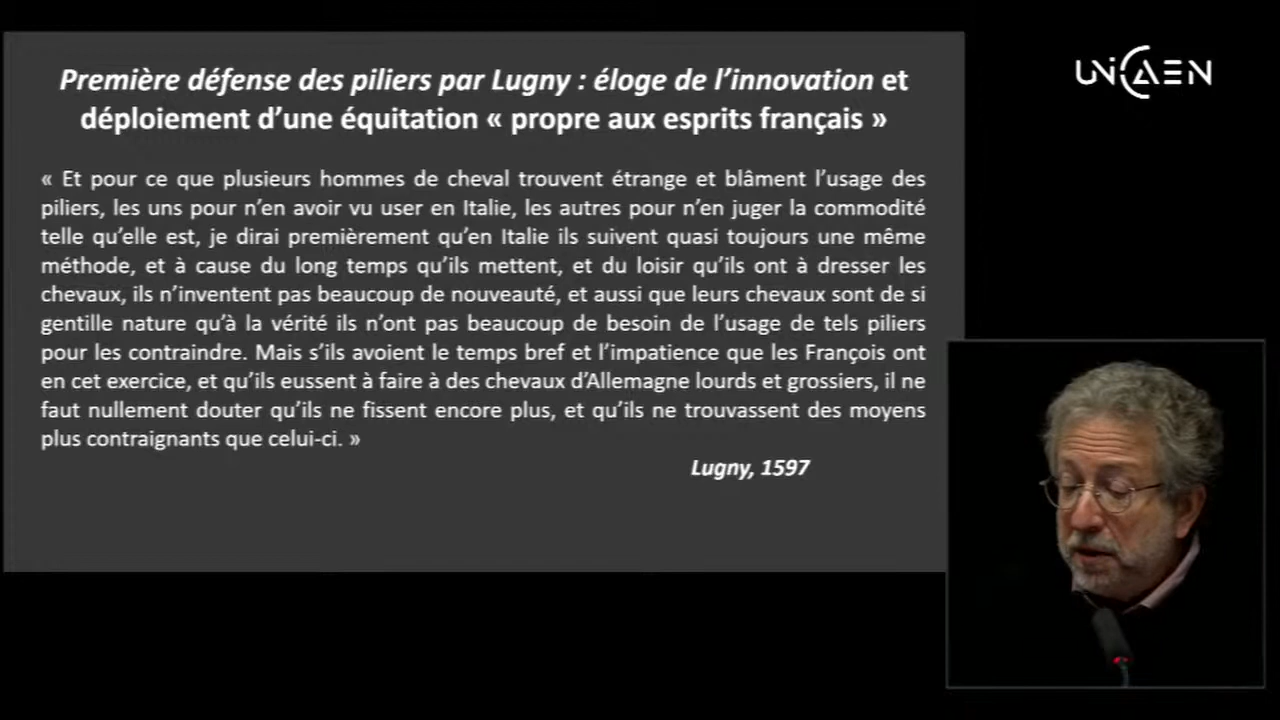 Première défense des piliers par Lugny : éloge de l’innovation et
déploiement d’une équitation « propre aux esprits français »
« Et pour ce que plusieurs hommes de cheval trouvent étrange et blâment l’usage des
piliers, les uns pour n’en avoir vu user en Italie, les autres pour n’en juger la commodité
telle qu’elle est, je dirai premièrement qu’en Italie ils suivent quasi toujours une même
méthode, et à cause du long temps qu’ils mettent, et du loisir qu’ils ont à dresser les
chevaux, ils n’inventent pas beaucoup de nouveauté, et aussi que leurs chevaux sont de si
gentille nature qu’à la vérité ils n’ont pas beaucoup de besoin de l’usage de tels piliers
pour les contraindre. Mais s’ils avoient le temps bref et l’impatience que les François ont
en cet exercice, et qu’ils eussent à faire à des chevaux d’Allemagne lourds et grossiers, il ne
faut nullement douter qu’ils ne fissent encore plus, et qu’ils ne trouvassent des moyens
plus contraignants que celui-ci. »
Lugny, 1597
UNICAEN